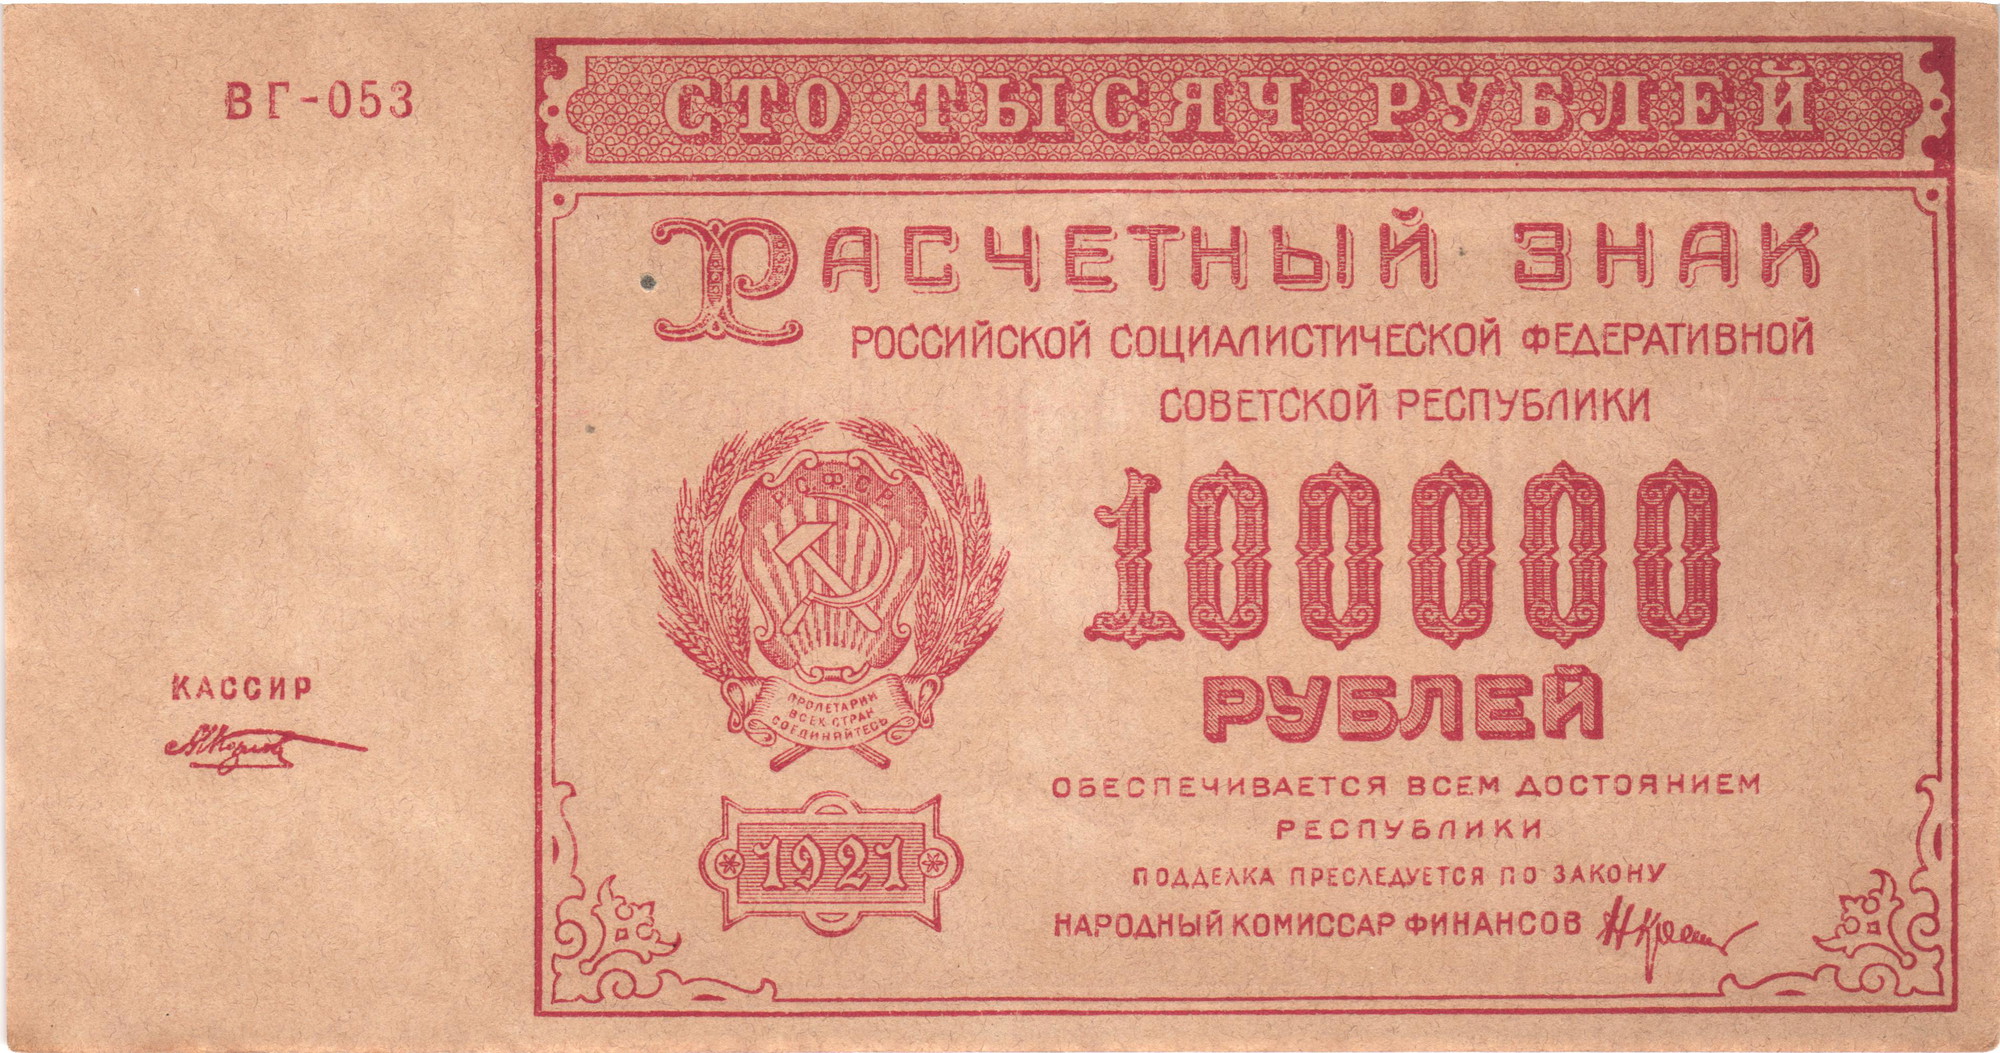 ВГ-053
СТО ТЫСЯЧ РУБЛЕЙ
РАСЧЕТНЫЙ ЗНАК
РОССИЙСКОЙ СОЦИАЛИСТИЧЕСКОЙ ФЕДЕРАТИВНОЙ
СОВЕТСКОЙ РЕСПУБЛИКИ
РСФСР
100000
РУБЛЕЙ
ПРОЛЕТАРИИ
ВСЕХ СТРАН
СОЕДИНЯЙТЕСЬ
КАССИР
1921
ОБЕСПЕЧИВАЕТСЯ ВСЕМ ДОСТОЯНИЕМ
РЕСПУБЛИКИ
ПОДДЕЛКА ПРЕСЛЕДУЕТСЯ ПО ЗАКОНУ
НАРОДНЫЙ КОМИССАР ФИНАНСОВ